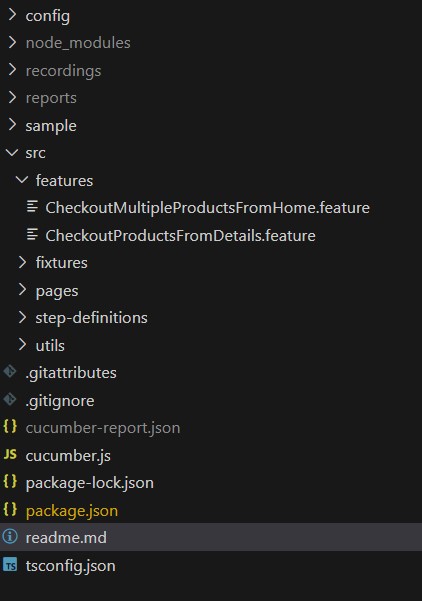 config
node_modules
recordings
reports
sample
src
features
CheckoutMultipleProductsFromHome.feature
CheckoutProductsFromDetails.feature
fixtures
pages
step-definitions
utils
.gitattributes
.gitignore
{} cucumber-report.json
JS cucumber.js
{} package-lock.json
{} package.json
readme.md
TS tsconfig.json